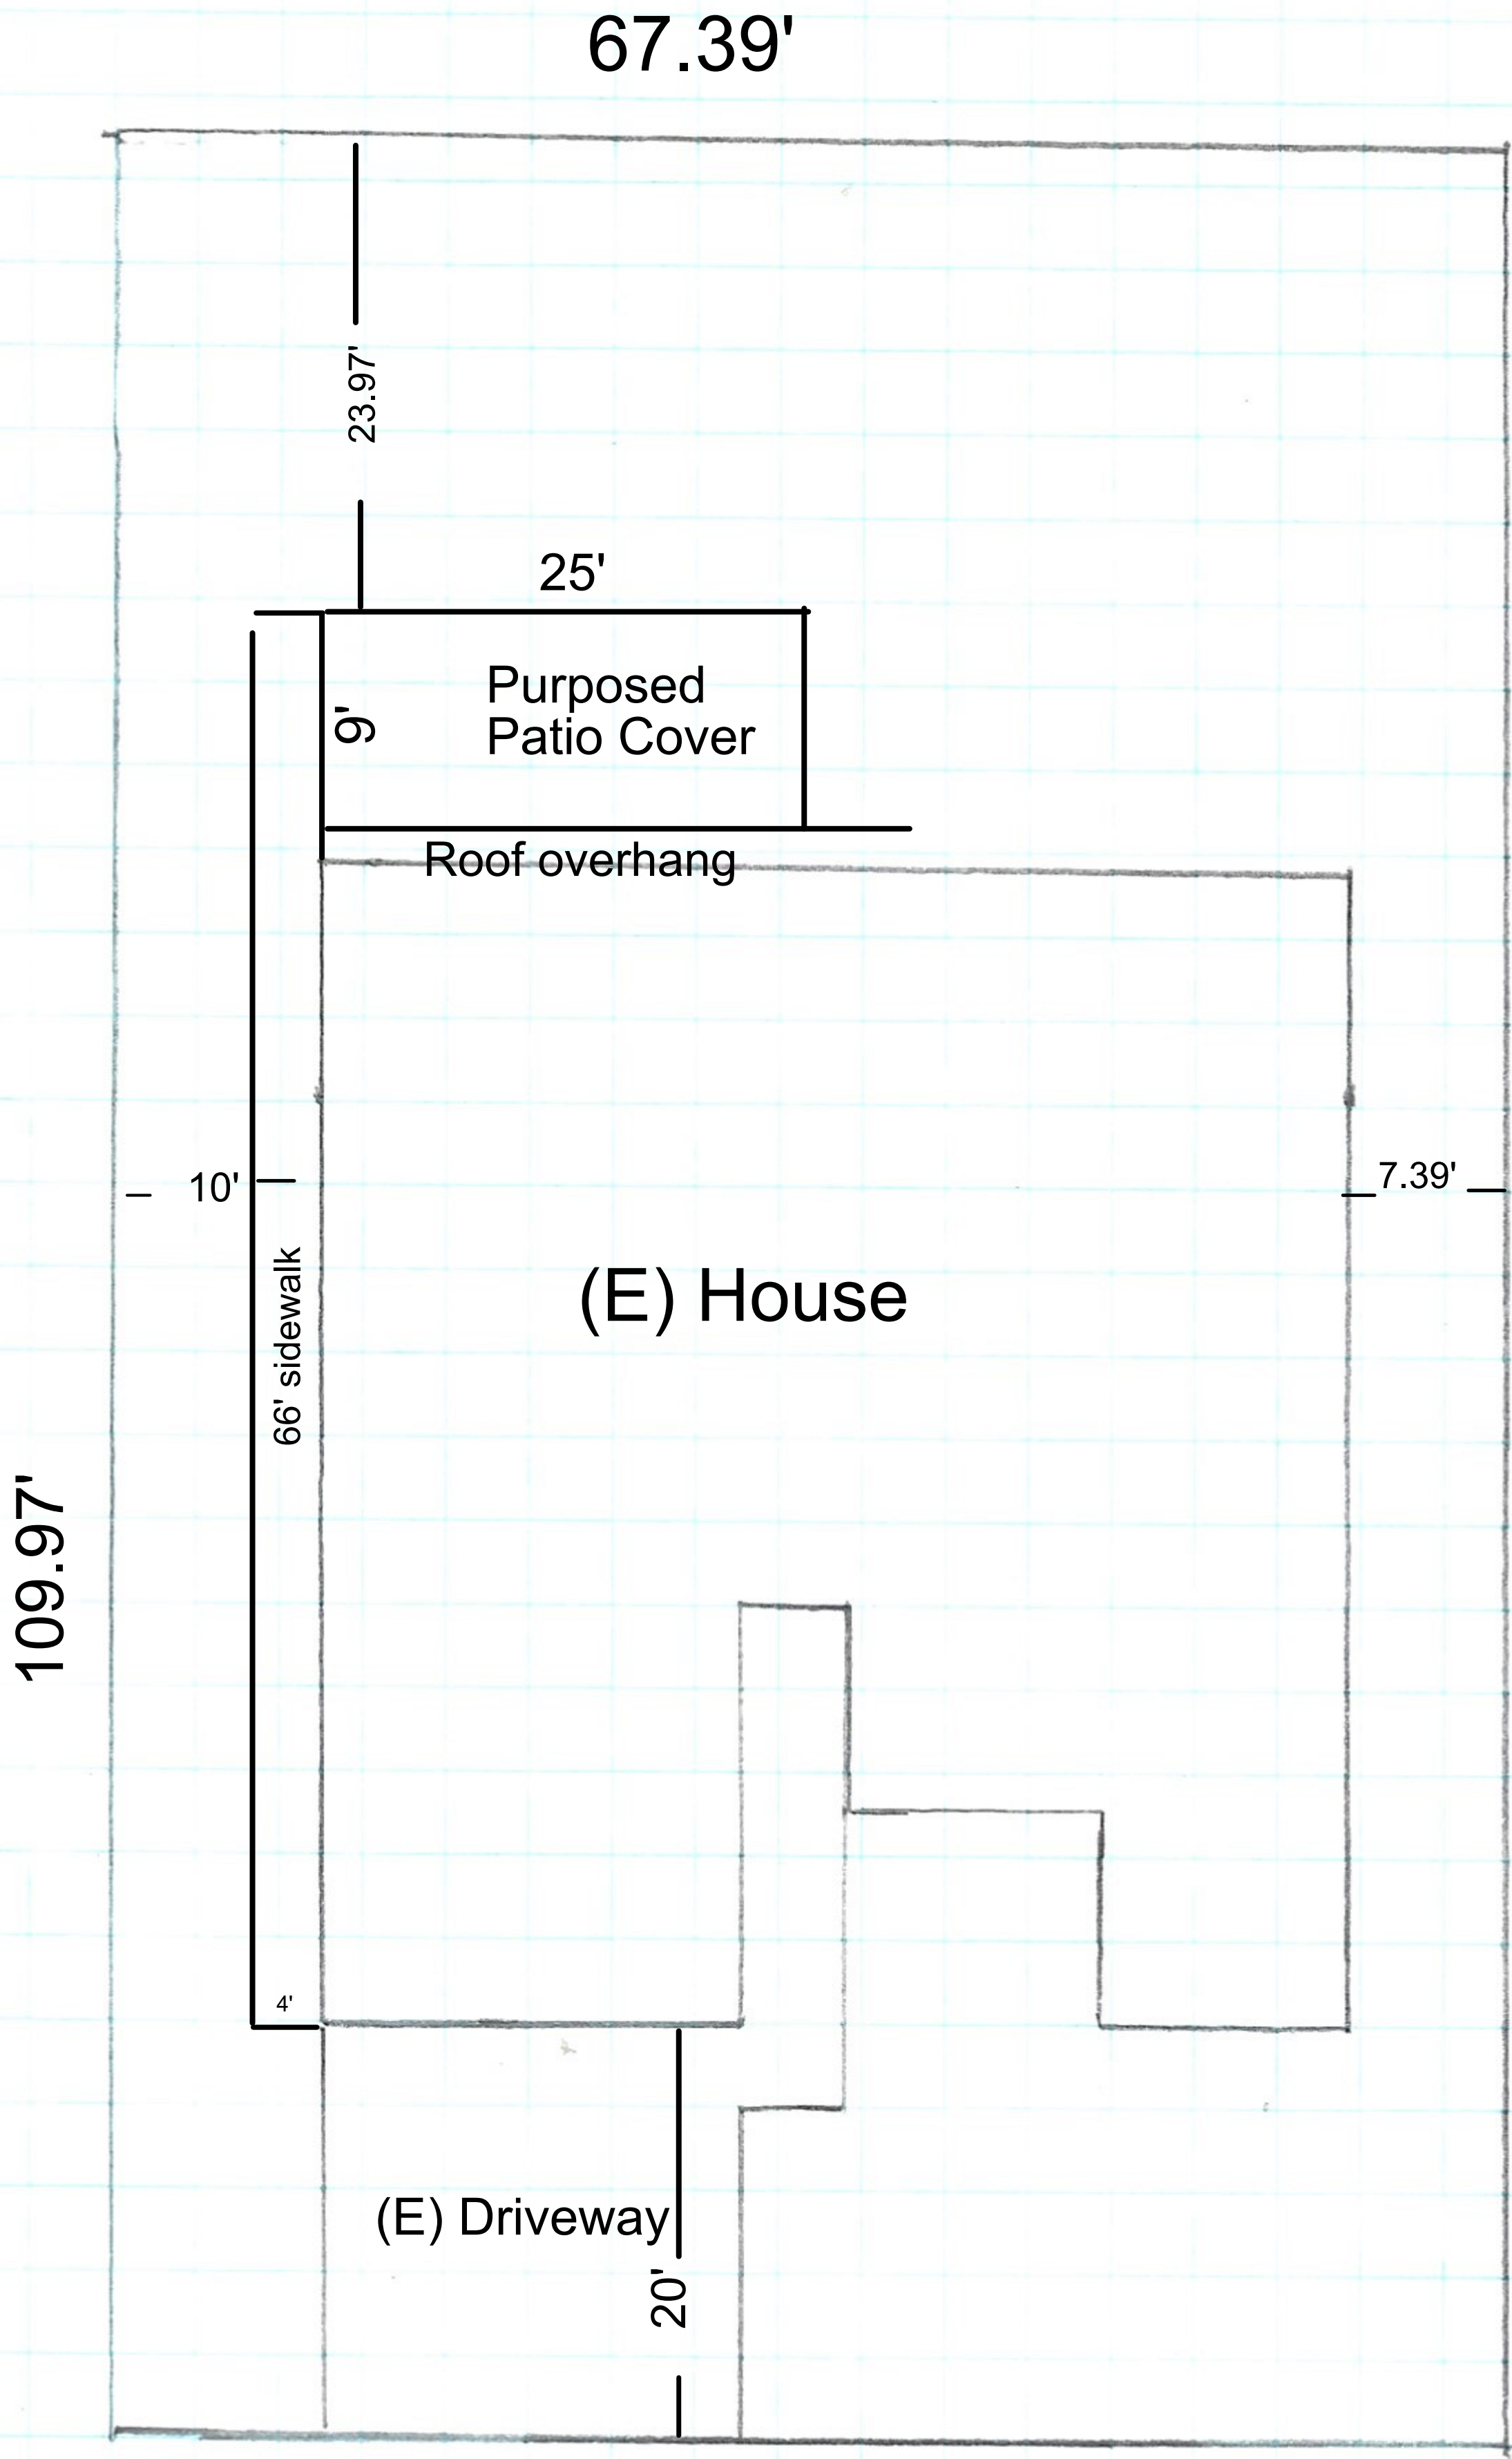 67.39'
23.97'
25'
9'
Purposed
Patio Cover
Roof overhang
10'
7.39'
66' sidewalk
(E) House
109.97'
4'
(E) Driveway
20'